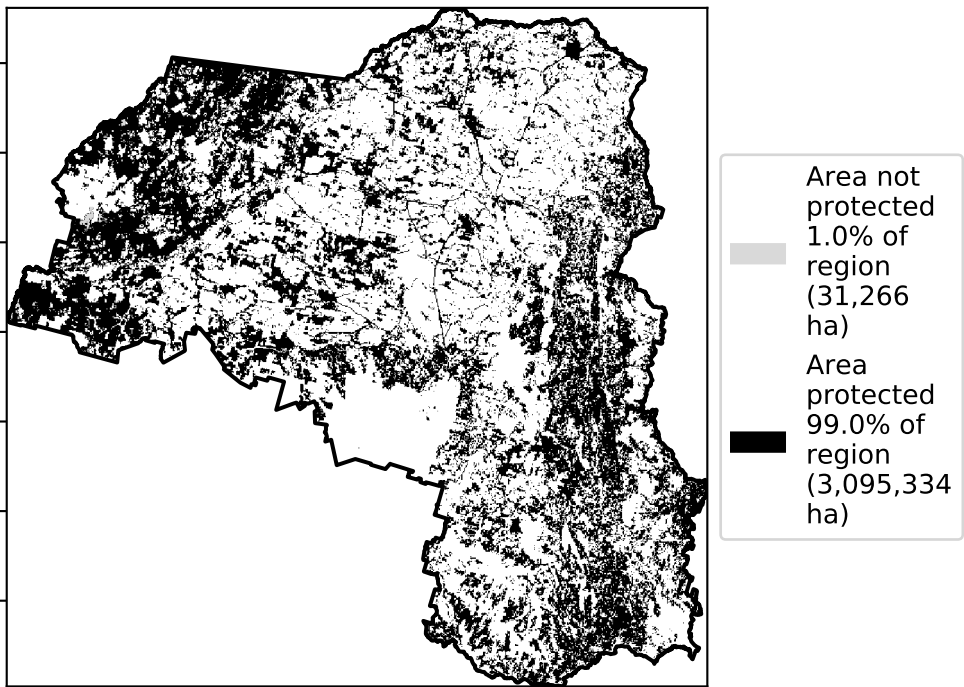 Area not
protected
1.0% of
region
(31,266
ha)
Area
protected
99.0% of
region
(3,095,334
ha)